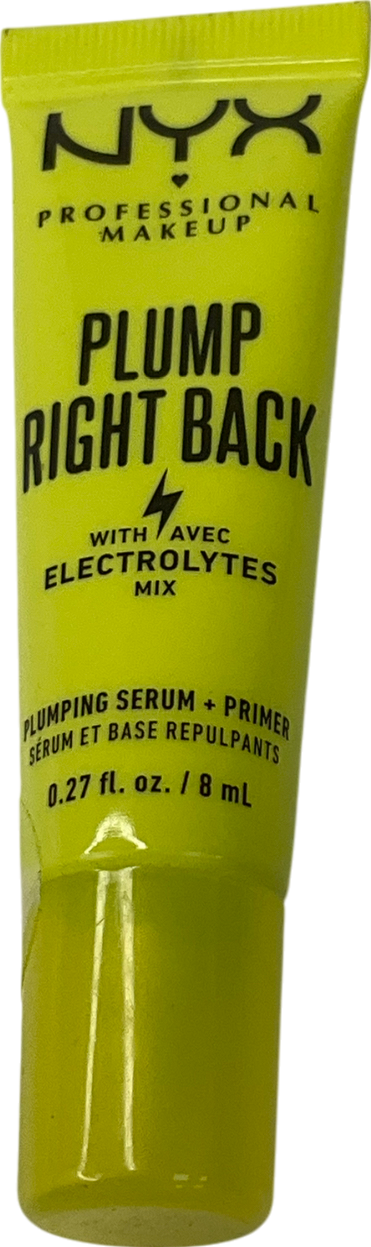 NYX
PROFESSIONAL
MAKEUP
PLUMP
RIGHT BACK
WITH AVEC
ELECTROLYTES
MIX
PLUMPING SERUM + PRIMER
SÉRUM ET BASE REPULPANTS
0.27 fl. oz. / 8 mL